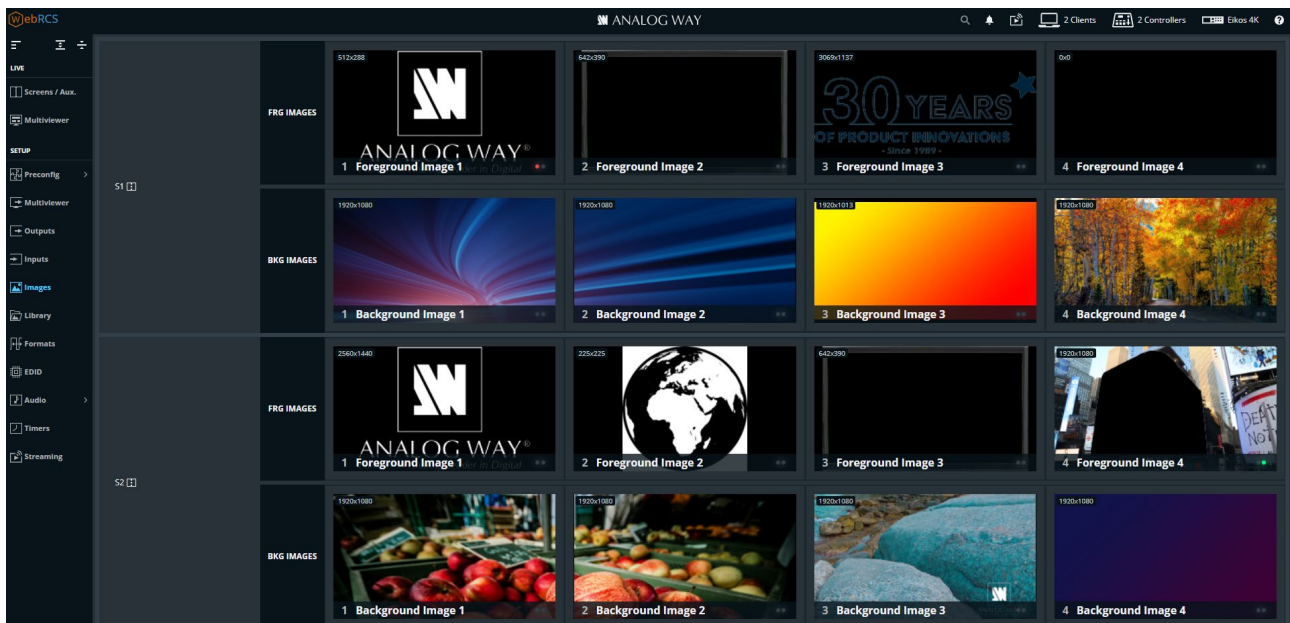 WebRCS
ANALOG WAY
2 Clients
2 Controllers
Eikos 4K
LIVE
Screens / Aux.
Multiviewer
SETUP
Preconfig
Multiviewer
Outputs
Inputs
Images
Library
Formats
EDID
Audio
Timers
Streaming
S1
FRG IMAGES
512x288
ANALOG WAY®
1 Foreground Image 1
642x390
2 Foreground Image 2
3069x1137
30 YEARS
OF PRODUCT INNOVATIONS
- Since 1989 -
3 Foreground Image 3
0x0
4 Foreground Image 4
BKG IMAGES
1920x1080
1 Background Image 1
1920x1080
2 Background Image 2
1920x1013
3 Background Image 3
1920x1080
4 Background Image 4
S2
FRG IMAGES
2560x1440
ANALOG WAY®
1 Foreground Image 1
225x225
2 Foreground Image 2
642x390
3 Foreground Image 3
1920x1080
DEATH
NOT
4 Foreground Image 4
BKG IMAGES
1920x1080
1 Background Image 1
1920x1080
2 Background Image 2
1920x1080
3 Background Image 3
1920x1080
4 Background Image 4